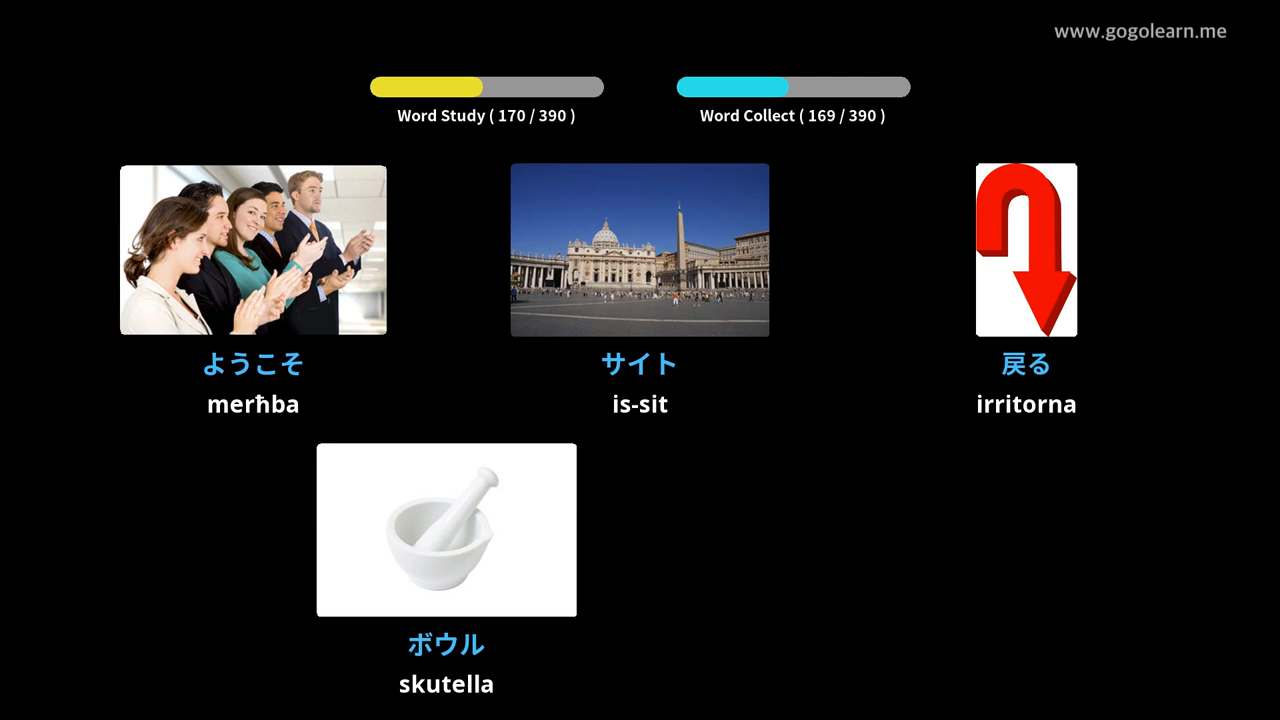 www.gogolearn.me
Word Study ( 170 / 390 )
Word Collect ( 169 / 390 )
ようこそ
merħba
サイト
is-sit
戻る
irritorna
ボウル
skutella